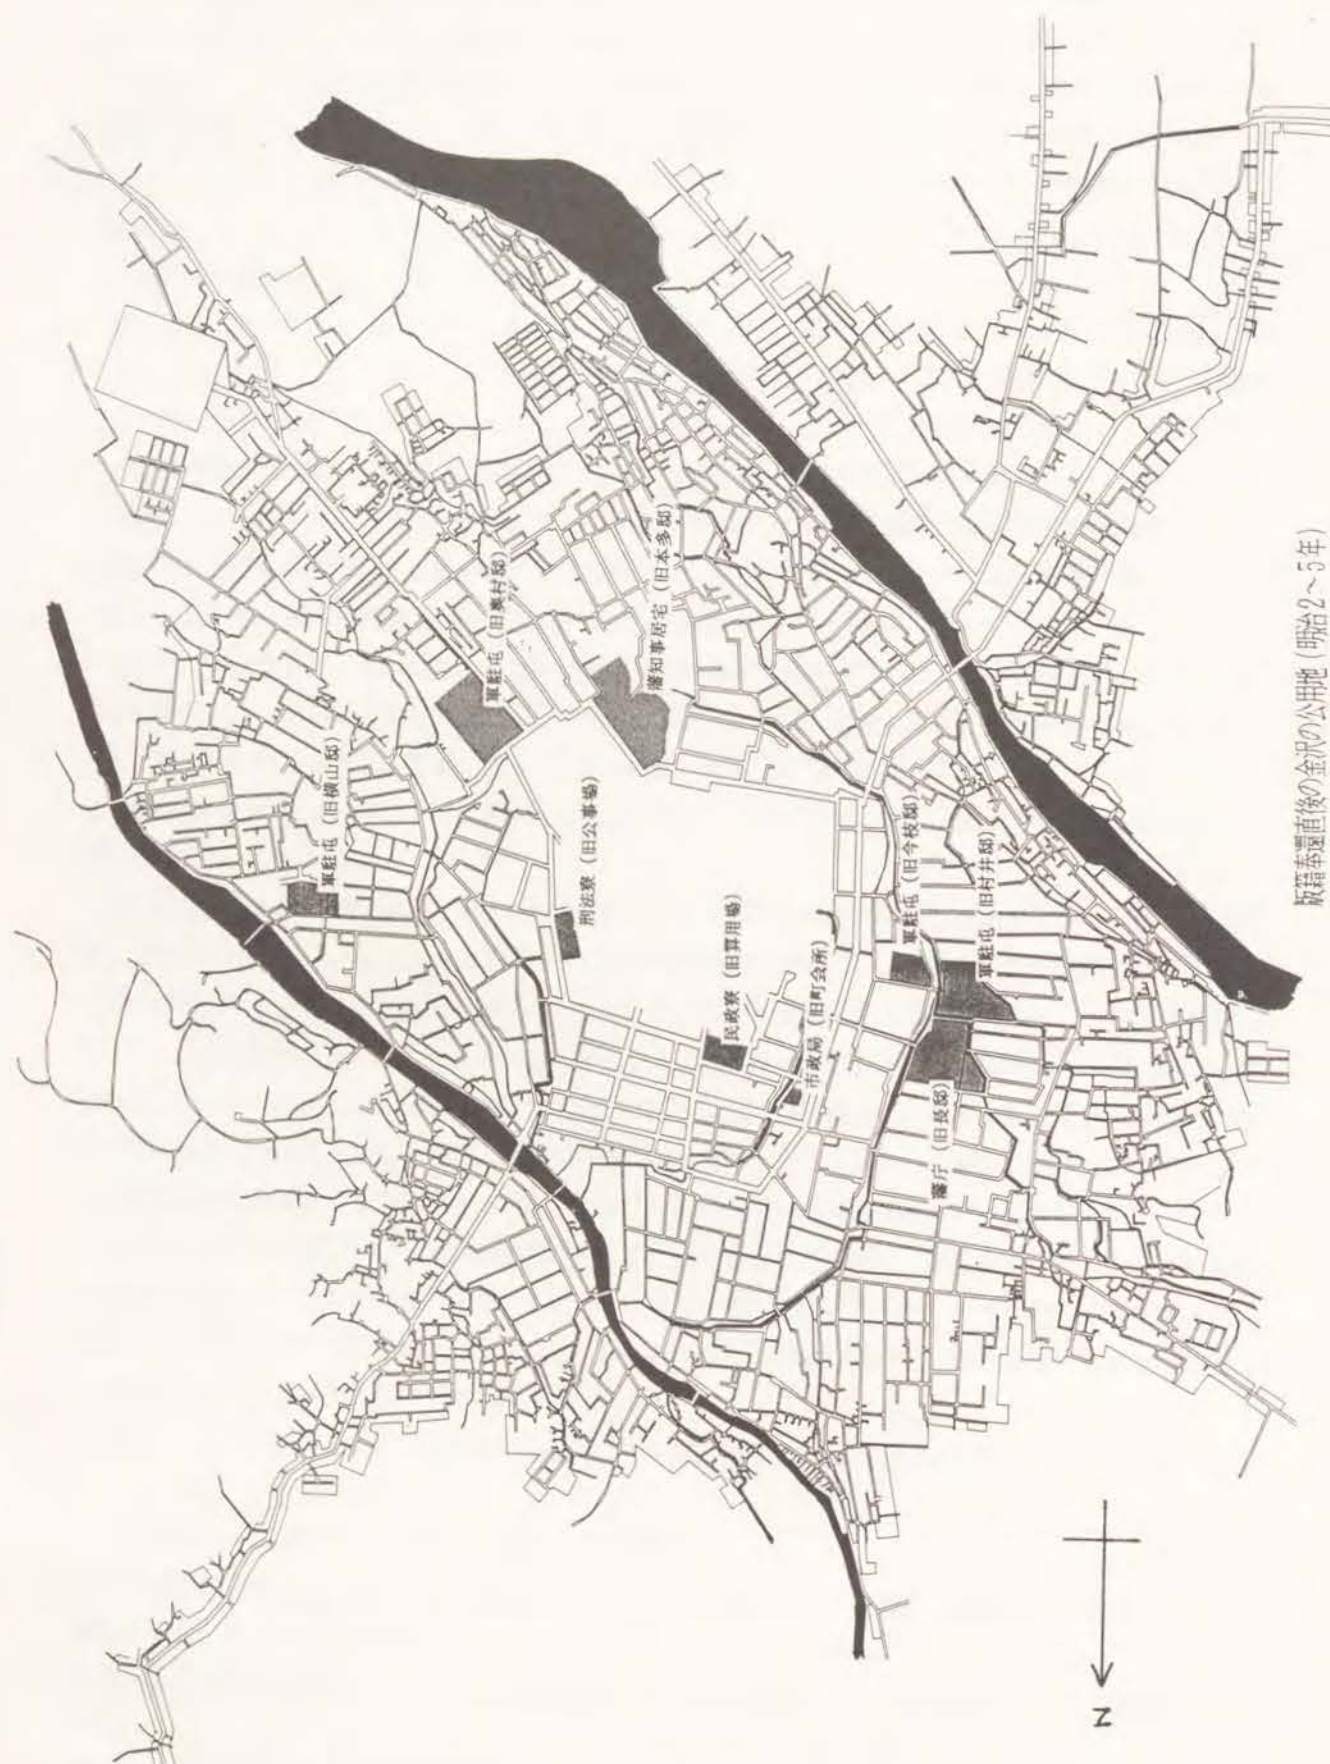 軍駐屯(旧奥村邸)
藩知事居宅(旧本多邸)
軍駐屯(旧横山邸)
刑法寮(旧公事場)
軍駐屯(旧今枝邸)
軍駐屯(旧村井邸)
民政寮(旧算用場)
市政局(旧町会所)
藩庁(旧長邸)
版籍奉還直後の金沢の公用地(明治2~5年)
N